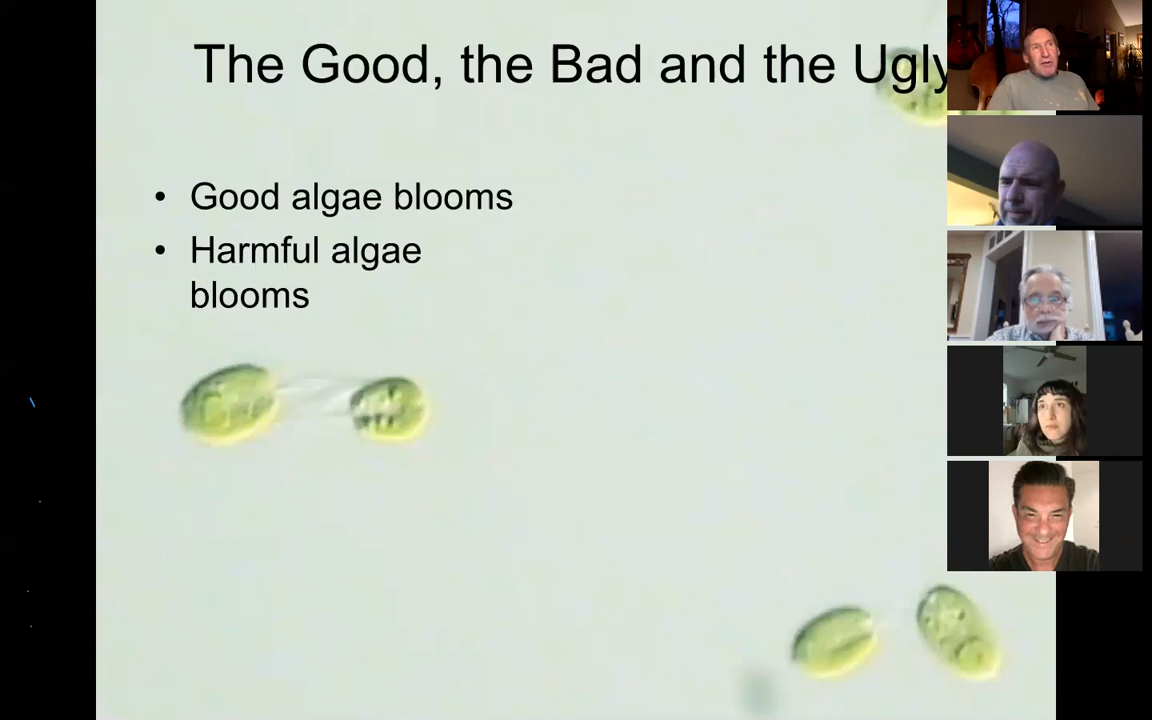 The Good, the Bad and the Ugly
• Good algae blooms
• Harmful algae
blooms